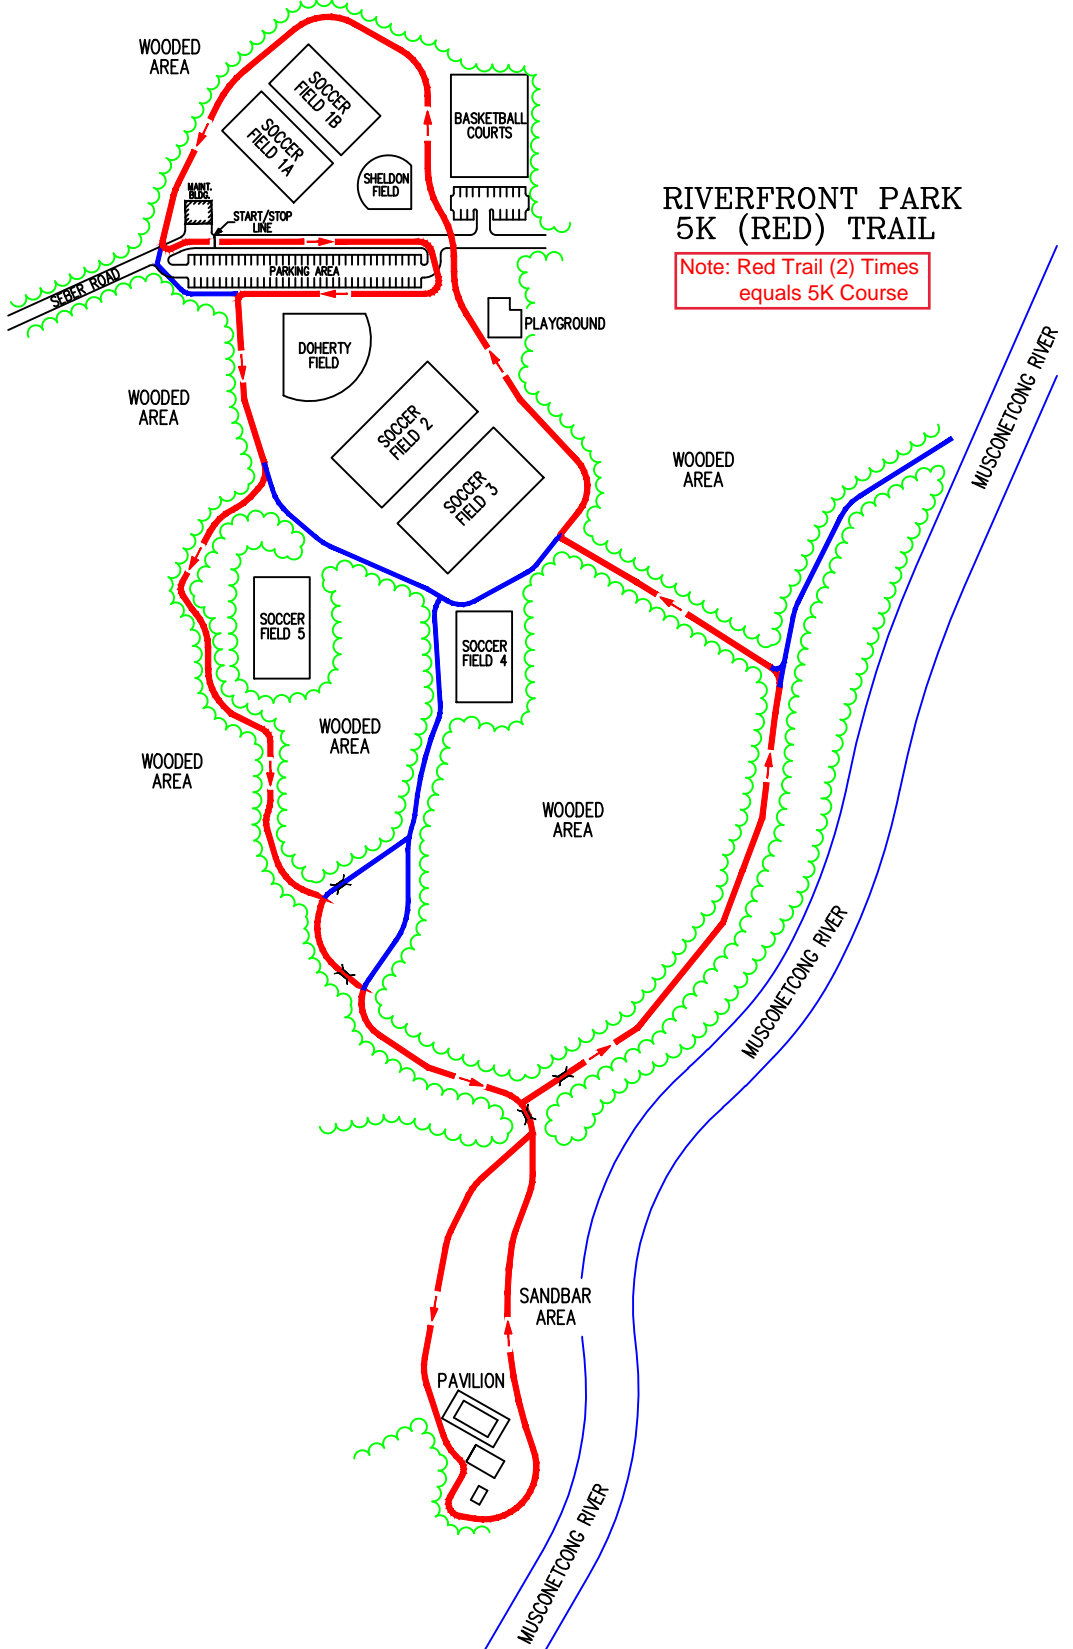 WOODED
AREA
SOCCER
FIELD 1B
SOCCER
FIELD 1A
BASKETBALL
COURTS
SHELDON
FIELD
MAINT.
BLDG.
START/STOP
LINE
RIVERFRONT PARK
5K (RED) TRAIL
Note: Red Trail (2) Times
equals 5K Course
SEBER ROAD
PARKING AREA
PLAYGROUND
DOHERTY
FIELD
MUSCONETCONG RIVER
WOODED
AREA
SOCCER
FIELD 2
WOODED
AREA
SOCCER
FIELD 3
SOCCER
FIELD 5
SOCCER
FIELD 4
WOODED
AREA
WOODED
AREA
WOODED
AREA
MUSCONETCONG RIVER
SANDBAR
AREA
PAVILION
MUSCONETCONG RIVER